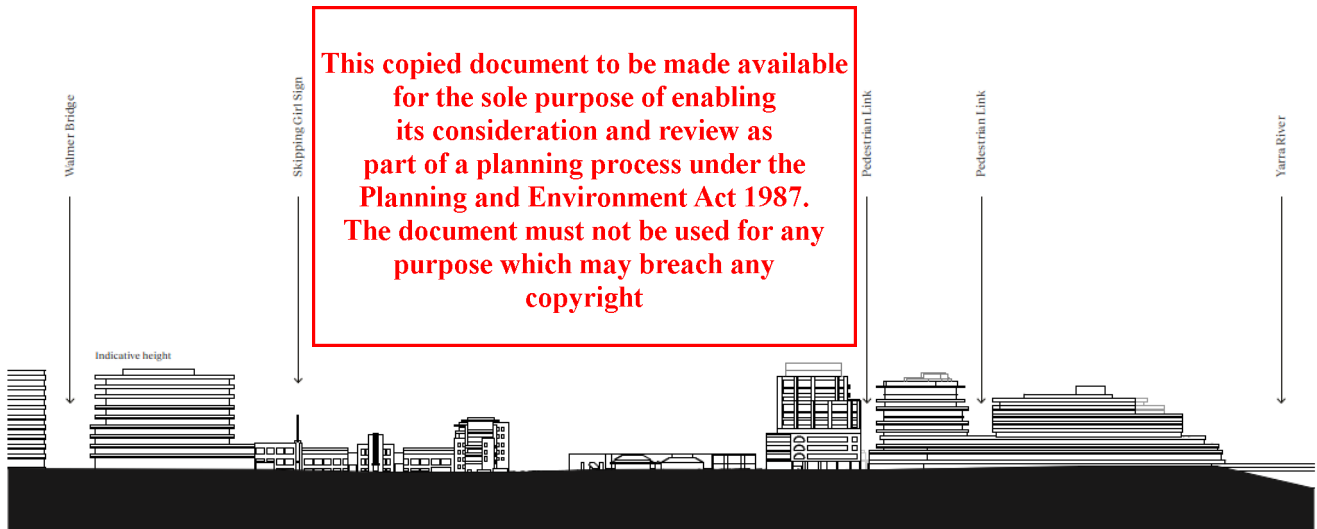 This copied document to be made available
for the sole purpose of enabling
its consideration and review as
part of a planning process under the
Planning and Environment Act 1987.
The document must not be used for any
purpose which may breach any
copyright
Walmer Bridge
Skipping Girl Sign
Pedestrian Link
Pedestrian Link
Yarra River
Indicative height